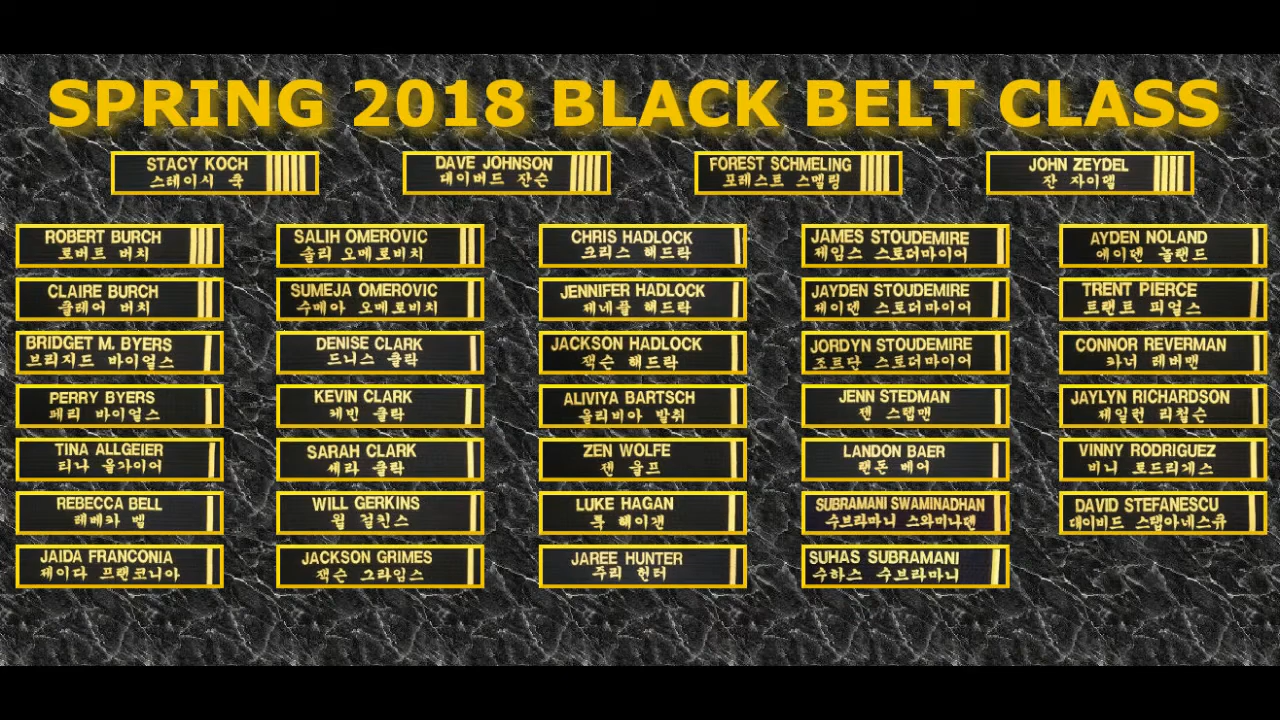 SPRING 2018 BLACK BELT CLASS
STACY KOCH
스테이시 쿡
DAVE JOHNSON
데이버드 잔슨
FOREST SCHMELING
포레스트 스멜링
JOHN ZEYDEL
잔 자이델
ROBERT BURCH
로버트 버치
CLAIRE BURCH
클레어 버치
BRIDGET M. BYERS
브리지드 바이얼스
PERRY BYERS
페리 바이얼스
TINA ALLGEIER
티나 올가이어
REBECCA BELL
레베카 벨
JAIDA FRANCONIA
제이다 프랜코니아
SALIH OMEROVIC
솔리 오메로비치
SUMEJA OMEROVIC
수메아 오메로비치
DENISE CLARK
드니스 클락
KEVIN CLARK
케빈 클락
SARAH CLARK
세라 클락
WILL GERKINS
윌 걸킨스
JACKSON GRIMES
잭슨 그라임스
CHRIS HADLOCK
크리스 해드락
JENNIFER HADLOCK
제네플 해드락
JACKSON HADLOCK
잭슨 해드락
ALIVIYA BARTSCH
올리비아 발취
ZEN WOLFE
젠 울프
LUKE HAGAN
룩 헤이갠
JAREE HUNTER
주리 헌터
JAMES STOUDEMIRE
제임스 스토더마이어
JAYDEN STOUDEMIRE
제이덴 스토더마이어
JORDYN STOUDEMIRE
조르단 스토더마이어
JENN STEDMAN
젠 스텝맨
LANDON BAER
랜돈 베어
SUBRAMANI SWAMINADHAN
수브라마니 스와미나댄
SUHAS SUBRAMANI
수하스 수브라마니
AYDEN NOLAND
에이덴 놀랜드
TRENT PIERCE
트랜트 피얼스
CONNOR REVERMAN
카너 레버맨
JAYLYN RICHARDSON
제일런 리철슨
VINNY RODRIGUEZ
비니 로드리게스
DAVID STEFANESCU
데이비드 스탭아네스큐